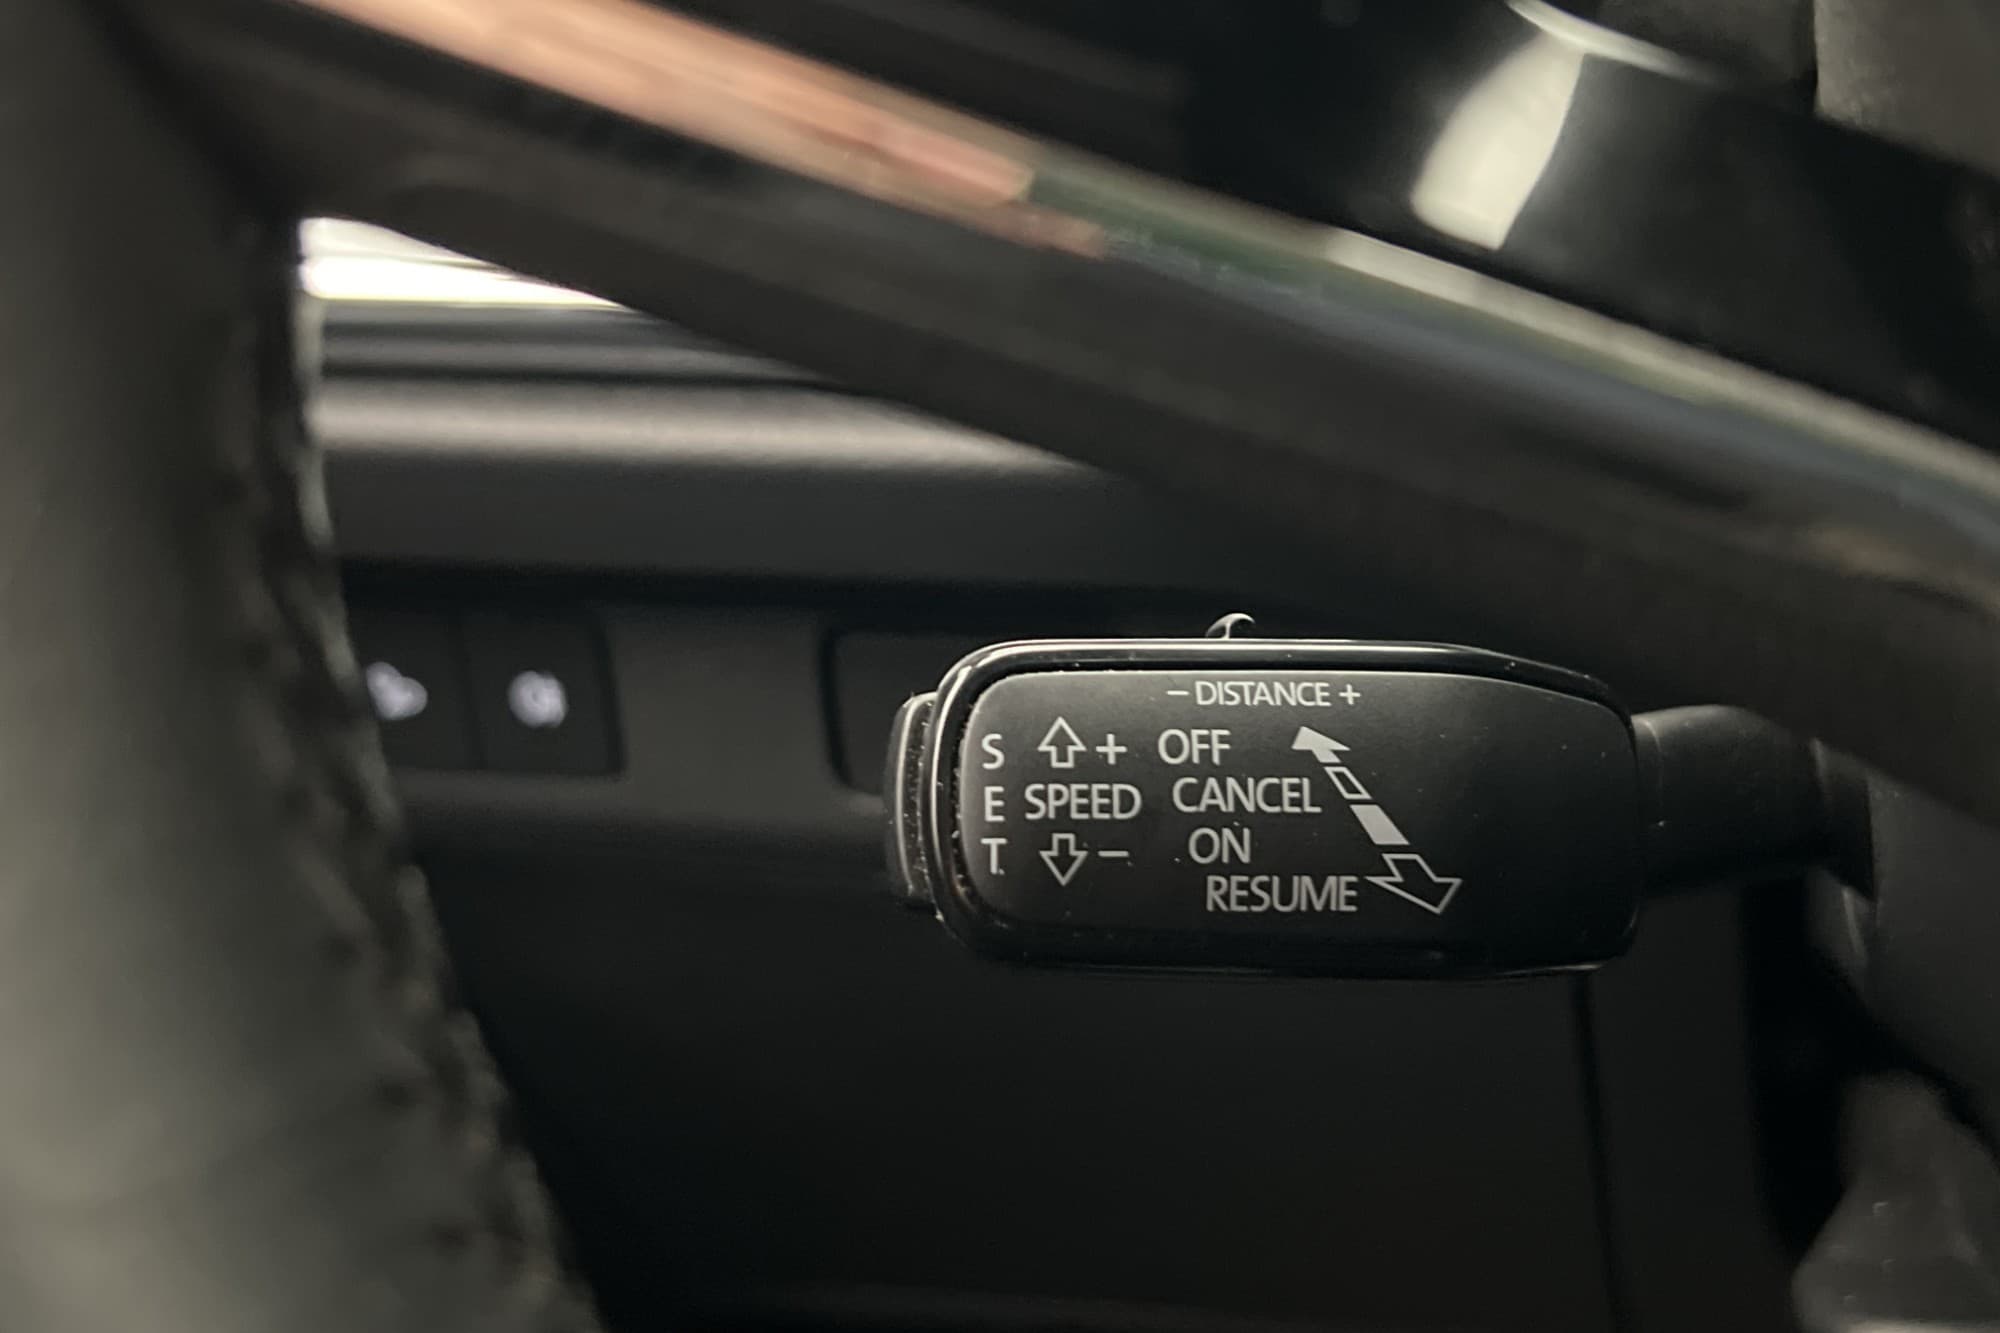 – DISTANCE +
S + OFF
E SPEED CANCEL
T – ON
RESUME